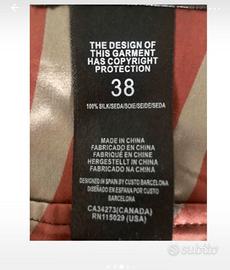 THE DESIGN OF
THIS GARMENT
HAS COPYRIGHT
PROTECTION
38
100% SILK/SEDA/SOIE/SEIDE/SEDA
MADE IN CHINA
FABRICADO EN CHINA
FABRIQUÉ EN CHINE
HERGESTELLT IN CHINA
FABRICADO EM CHINA
DESIGNED IN SPAIN BY CUSTO BARCELONA
DISEÑADO EN ESPAÑA POR CUSTO
BARCELONA
CA34273(CANADA)
RN115029 (USA)
subito